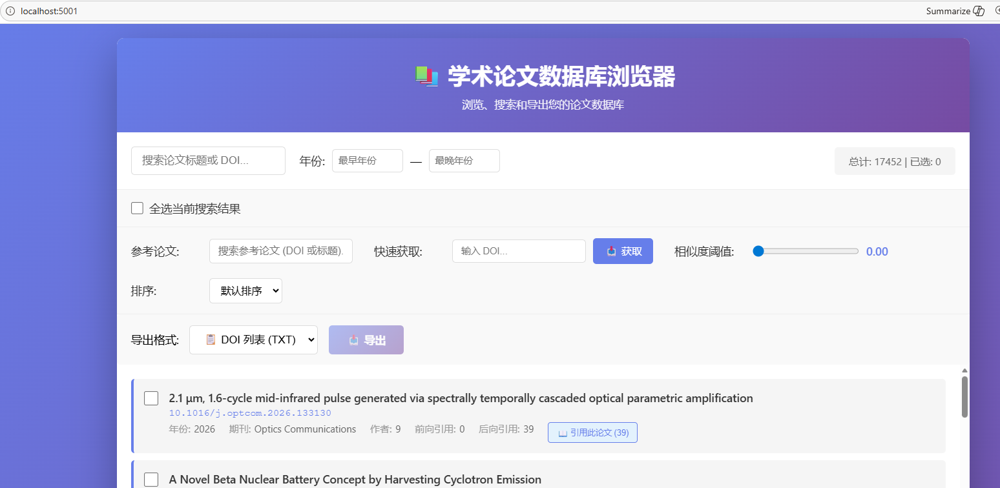 localhost:5001
Summarize
学术论文数据库浏览器
浏览、搜索和导出您的论文数据库
搜索论文标题或 DOI...
年份: 最早年份 — 最晚年份
总计: 17452 | 已选: 0
全选当前搜索结果
参考论文: 搜索参考论文 (DOI 或标题). 快速获取: 输入 DOI... 获取 相似度阈值: 0.00
排序: 默认排序
导出格式: DOI 列表 (TXT) 导出
2.1 μm, 1.6-cycle mid-infrared pulse generated via spectrally temporally cascaded optical parametric amplification
10.1016/j.optcom.2026.133130
年份: 2026 期刊: Optics Communications 作者: 9 前向引用: 0 后向引用: 39 引用此论文 (39)
A Novel Beta Nuclear Battery Concept by Harvesting Cyclotron Emission